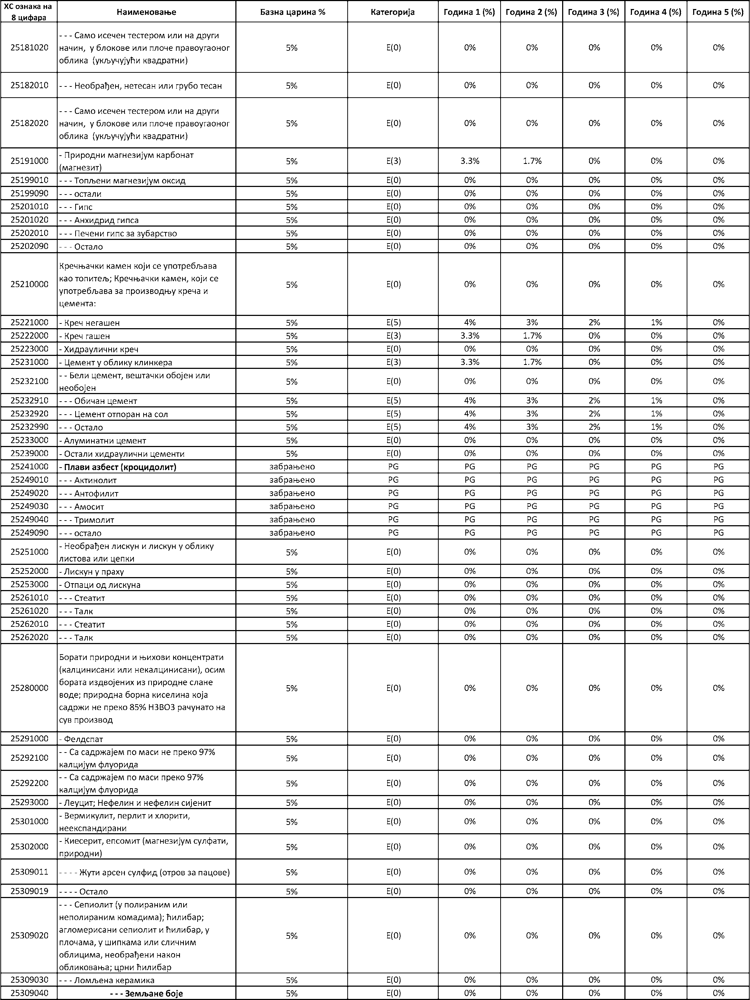 ХС ознака на 8 цифара | Наименовање | Базна царина % | Категорија | Година 1 (%) | Година 2 (%) | Година 3 (%) | Година 4 (%) | Година 5 (%)
25181020 | - - - Само исечен тестером или на други
начин, у блокове или плоче правоугаоног
облика (укључујући квадратни) | 5% | E(0) | 0% | 0% | 0% | 0% | 0%
25182010 | - - - Необрађен, нетесан или грубо тесан | 5% | E(0) | 0% | 0% | 0% | 0% | 0%
25182020 | - - - Само исечен тестером или на други
начин, у блокове или плоче правоугаоног
облика (укључујући квадратни) | 5% | E(0) | 0% | 0% | 0% | 0% | 0%
25191000 | - Природни магнезијум карбонат
(магнезит) | 5% | E(3) | 3.3% | 1.7% | 0% | 0% | 0%
25199010 | - - - Топљени магнезијум оксид | 5% | E(0) | 0% | 0% | 0% | 0% | 0%
25199090 | - - - остали | 5% | E(0) | 0% | 0% | 0% | 0% | 0%
25201010 | - - - Гипс | 5% | E(0) | 0% | 0% | 0% | 0% | 0%
25201020 | - - - Анхидрид гипса | 5% | E(0) | 0% | 0% | 0% | 0% | 0%
25202010 | - - - Печени гипс за зубарство | 5% | E(0) | 0% | 0% | 0% | 0% | 0%
25202090 | - - - Остало | 5% | E(0) | 0% | 0% | 0% | 0% | 0%
25210000 | Кречњачки камен који се употребљава
као топитељ; Кречњачки камен, који се
употребљава за производњу креча и
цемента: | 5% | E(0) | 0% | 0% | 0% | 0% | 0%
25221000 | - Креч негашен | 5% | E(5) | 4% | 3% | 2% | 1% | 0%
25222000 | - Креч гашен | 5% | E(3) | 3.3% | 1.7% | 0% | 0% | 0%
25223000 | - Хидраулични креч | 5% | E(0) | 0% | 0% | 0% | 0% | 0%
25231000 | - Цемент у облику клинкера | 5% | E(3) | 3.3% | 1.7% | 0% | 0% | 0%
25232100 | - - Бели цемент, вештачки обојен или
необојен | 5% | E(0) | 0% | 0% | 0% | 0% | 0%
25232910 | - - - Обичан цемент | 5% | E(5) | 4% | 3% | 2% | 1% | 0%
25232920 | - - - Цемент отпоран на сол | 5% | E(5) | 4% | 3% | 2% | 1% | 0%
25232990 | - - - Остало | 5% | E(5) | 4% | 3% | 2% | 1% | 0%
25233000 | - Алуминатни цемент | 5% | E(0) | 0% | 0% | 0% | 0% | 0%
25239000 | - Остали хидраулични цементи | 5% | E(0) | 0% | 0% | 0% | 0% | 0%
25241000 | - Плави азбест (кроцидолит) | забрањено | PG | PG | PG | PG | PG | PG
25249010 | - - - Актинолит | забрањено | PG | PG | PG | PG | PG | PG
25249020 | - - - Антофилит | забрањено | PG | PG | PG | PG | PG | PG
25249030 | - - - Амосит | забрањено | PG | PG | PG | PG | PG | PG
25249040 | - - - Тримолит | забрањено | PG | PG | PG | PG | PG | PG
25249090 | - - - остало | забрањено | PG | PG | PG | PG | PG | PG
25251000 | - Необрађен лискун и лискун у облику
листова или цепки | 5% | E(0) | 0% | 0% | 0% | 0% | 0%
25252000 | - Лискун у праху | 5% | E(0) | 0% | 0% | 0% | 0% | 0%
25253000 | - Отпаци од лискуна | 5% | E(0) | 0% | 0% | 0% | 0% | 0%
25261010 | - - - Стеатит | 5% | E(0) | 0% | 0% | 0% | 0% | 0%
25261020 | - - - Талк | 5% | E(0) | 0% | 0% | 0% | 0% | 0%
25262010 | - - - Стеатит | 5% | E(0) | 0% | 0% | 0% | 0% | 0%
25262020 | - - - Талк | 5% | E(0) | 0% | 0% | 0% | 0% | 0%
25280000 | Борати природни и њихови концентрати
(калцинисани или некалцинисани), осим
бората издвојених из природне слане
воде; природна борна киселина која
садржи не преко 85% H3BO3 рачунато на
сув производ | 5% | E(0) | 0% | 0% | 0% | 0% | 0%
25291000 | - Фелдспат | 5% | E(0) | 0% | 0% | 0% | 0% | 0%
25292100 | - - Са садржајем по маси не преко 97%
калцијум флуорида | 5% | E(0) | 0% | 0% | 0% | 0% | 0%
25292200 | - - Са садржајем по маси преко 97%
калцијум флуорида | 5% | E(0) | 0% | 0% | 0% | 0% | 0%
25293000 | - Леуцит; Нефелин и нефелин сијенит | 5% | E(0) | 0% | 0% | 0% | 0% | 0%
25301000 | - Вермикулит, перлит и хлорити,
неекспандирани | 5% | E(0) | 0% | 0% | 0% | 0% | 0%
25302000 | - Киесерит, епсомит (магнезијум сулфати,
природни) | 5% | E(0) | 0% | 0% | 0% | 0% | 0%
25309011 | - - - - Жути арсен сулфид (отров за пацове) | 5% | E(0) | 0% | 0% | 0% | 0% | 0%
25309019 | - - - - Остало | 5% | E(0) | 0% | 0% | 0% | 0% | 0%
25309020 | - - - Сепиолит (у полираним или
неполираним комадима); ћилибар;
агломерисани сепиолит и ћилибар, у
плочама, у шипкама или сличним
облицима, необрађени након
обликовања; црни ћилибар | 5% | E(0) | 0% | 0% | 0% | 0% | 0%
25309030 | - - - Ломљена керамика | 5% | E(0) | 0% | 0% | 0% | 0% | 0%
25309040 | - - - Земљане боје | 5% | E(0) | 0% | 0% | 0% | 0% | 0%